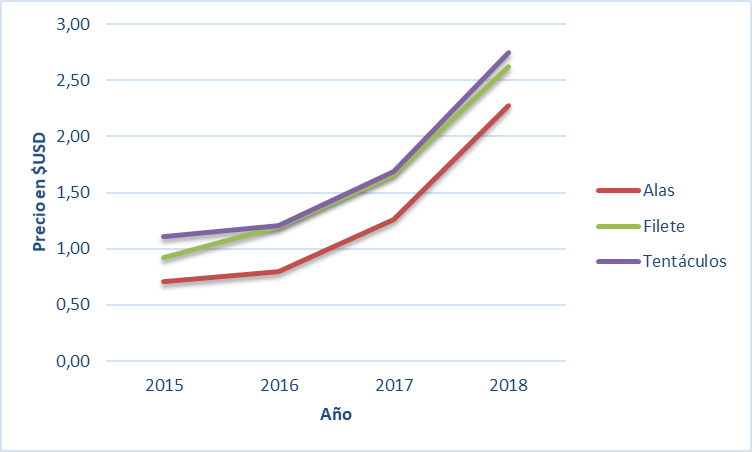 3,00
2,50
2,00
1,50
1,00
0,50
0,00
Precio en $USD
2015 2016 2017 2018
Año
Alas
Filete
Tentáculos